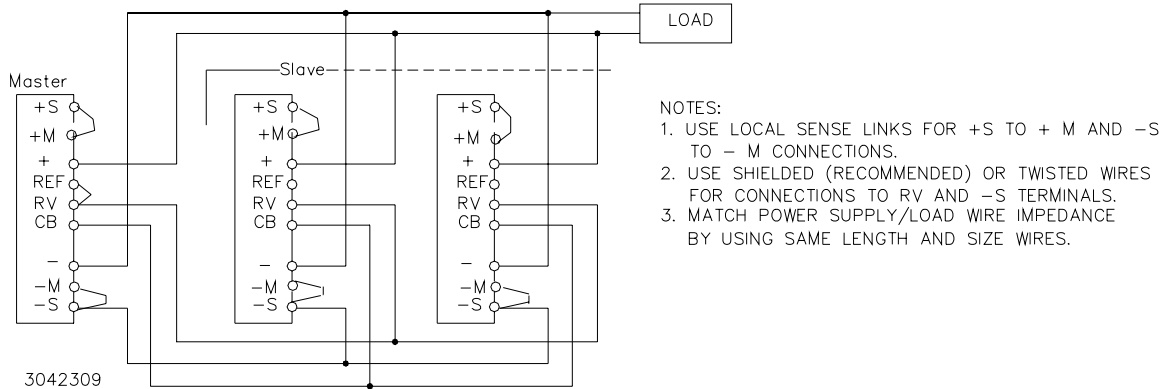 LOAD
Slave
Master
+S
+M
+
REF
RV
CB
-
-M
-S
+S
+M
+
REF
RV
CB
-
-M
-S
+S
+M
+
REF
RV
CB
-
-M
-S
NOTES:
1. USE LOCAL SENSE LINKS FOR +S TO + M AND -S
TO - M CONNECTIONS.
2. USE SHIELDED (RECOMMENDED) OR TWISTED WIRES
FOR CONNECTIONS TO RV AND -S TERMINALS.
3. MATCH POWER SUPPLY/LOAD WIRE IMPEDANCE
BY USING SAME LENGTH AND SIZE WIRES.
3042309